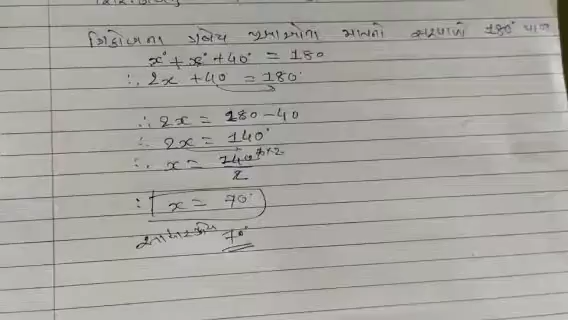 ત્રિકોણના ત્રણેય ખૂણાઓના માપનો સરવાળો 180° થાય
x° + x° + 40° = 180
∴ 2x + 40 = 180°
∴ 2x = 180 - 40
∴ 2x = 140°
∴ x = 140° / 2
∴ x = 70°
70°